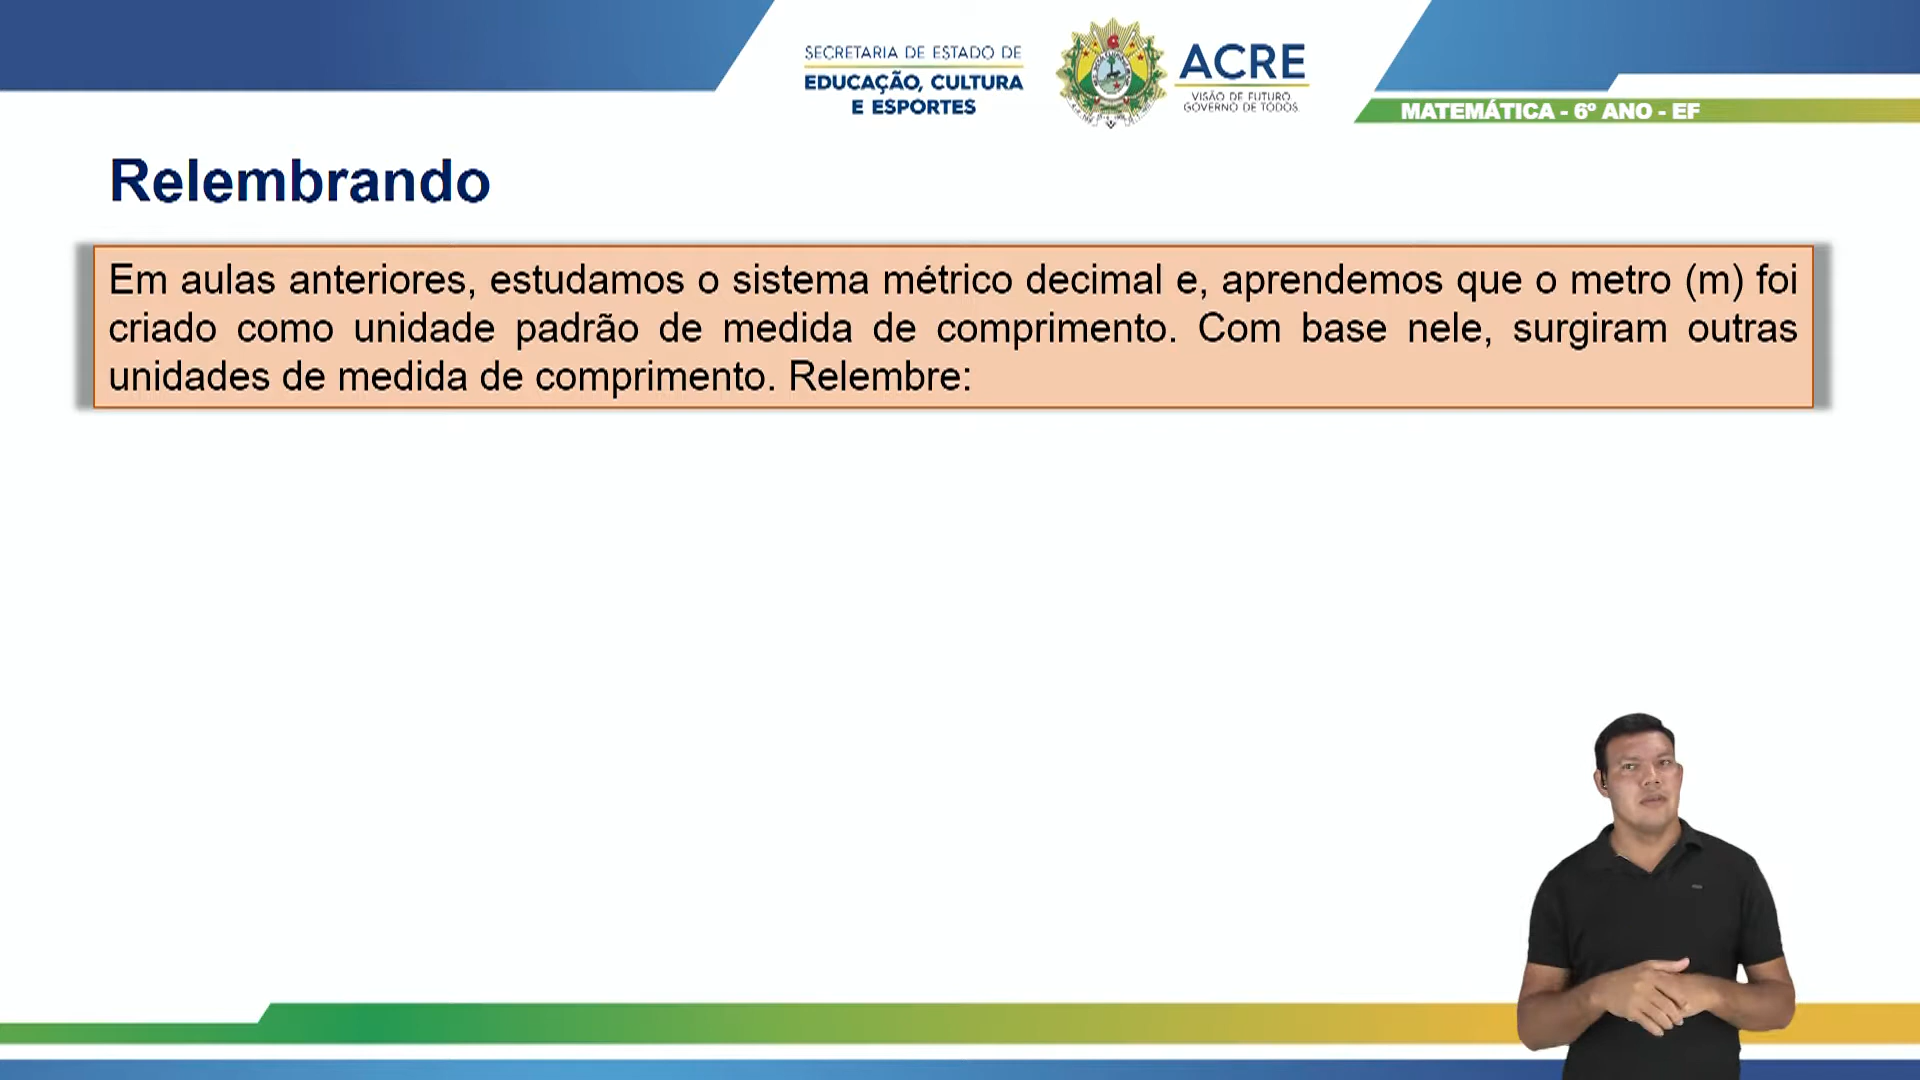 SECRETARIA DE ESTADO DE
EDUCAÇÃO, CULTURA
E ESPORTES
ACRE
VISÃO DE FUTURO
GOVERNO DE TODOS
MATEMÁTICA - 6º ANO - EF
Relembrando
Em aulas anteriores, estudamos o sistema métrico decimal e, aprendemos que o metro (m) foi
criado como unidade padrão de medida de comprimento. Com base nele, surgiram outras
unidades de medida de comprimento. Relembre: